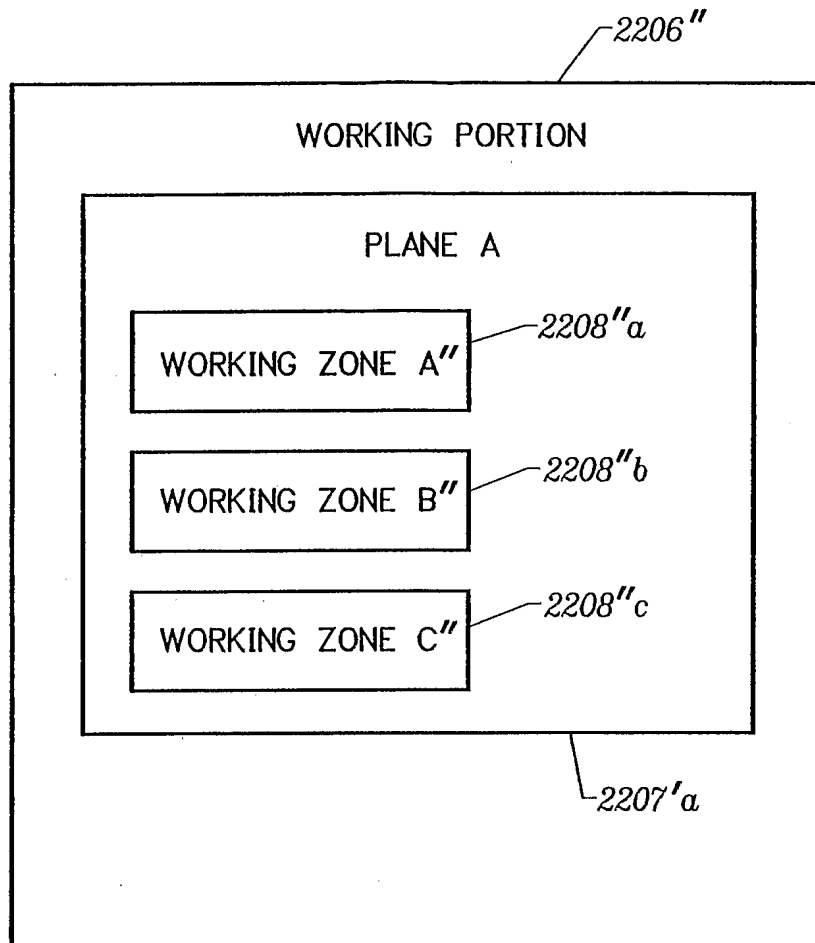 2206"
WORKING PORTION
PLANE A
2208"a
WORKING ZONE A"
2208"b
WORKING ZONE B"
2208"c
WORKING ZONE C"
2207'a